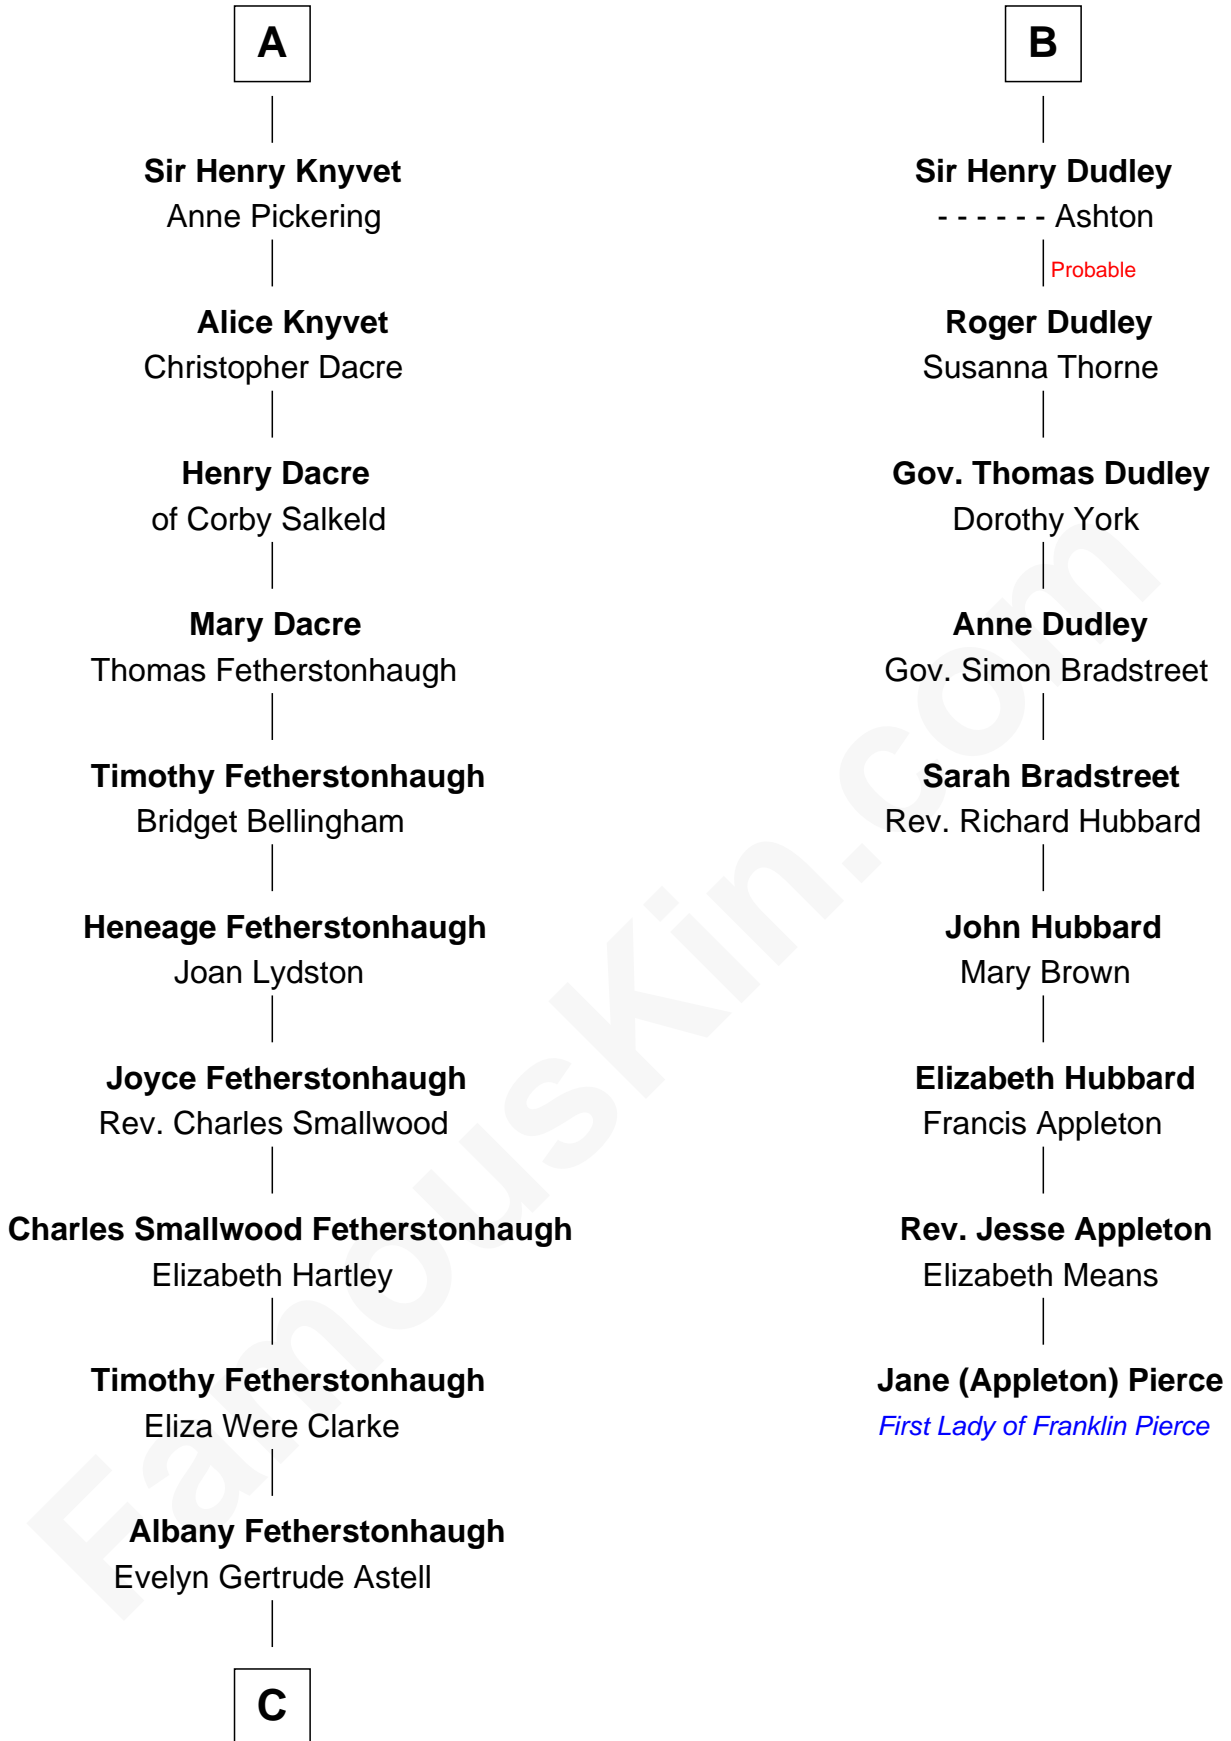 A
Sir Henry Knyvet
Anne Pickering
Alice Knyvet
Christopher Dacre
Henry Dacre
of Corby Salkeld
Mary Dacre
Thomas Fetherstonhaugh
Timothy Fetherstonhaugh
Bridget Bellingham
Heneage Fetherstonhaugh
Joan Lydston
Joyce Fetherstonhaugh
Rev. Charles Smallwood
Charles Smallwood Fetherstonhaugh
Elizabeth Hartley
Timothy Fetherstonhaugh
Eliza Were Clarke
Albany Fetherstonhaugh
Evelyn Gertrude Astell
C
B
Sir Henry Dudley
- - - - - - Ashton
Probable
Roger Dudley
Susanna Thorne
Gov. Thomas Dudley
Dorothy York
Anne Dudley
Gov. Simon Bradstreet
Sarah Bradstreet
Rev. Richard Hubbard
John Hubbard
Mary Brown
Elizabeth Hubbard
Francis Appleton
Rev. Jesse Appleton
Elizabeth Means
Jane (Appleton) Pierce
First Lady of Franklin Pierce
FamousKin.com